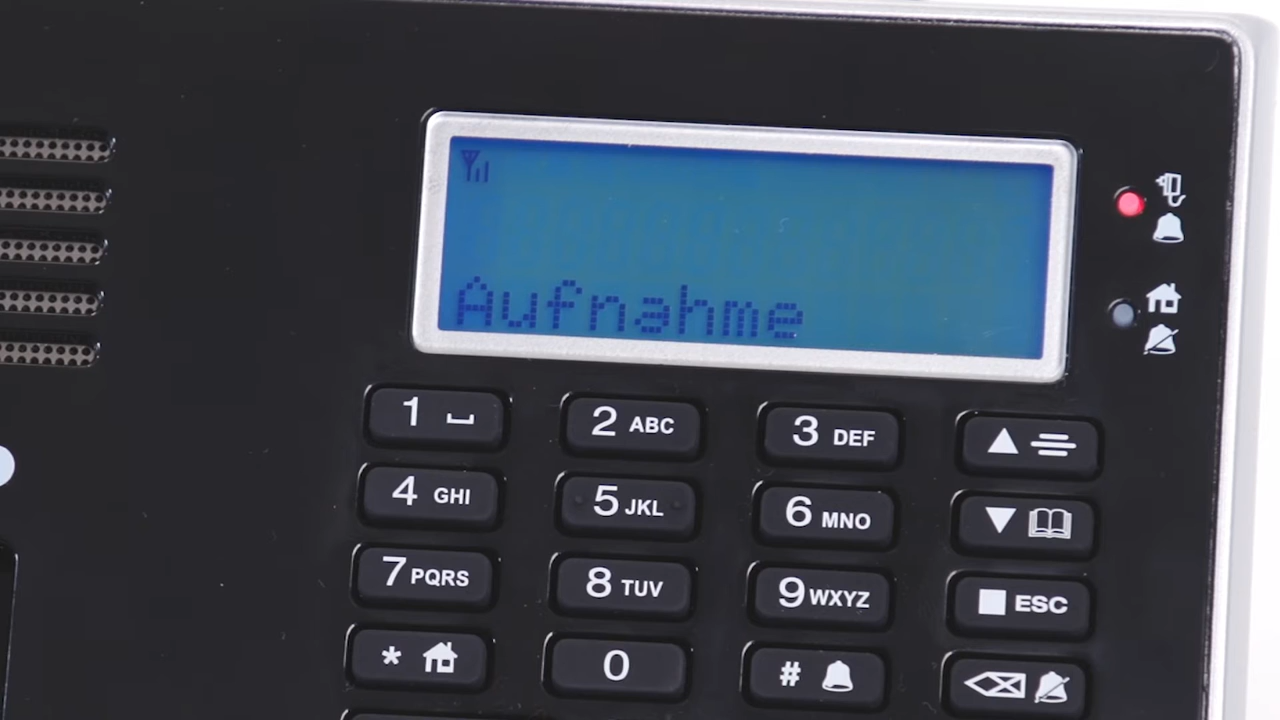 Aufnahme
1 2 ABC 3 DEF
4 GHI 5 JKL 6 MNO
7 PQRS 8 TUV 9 WXYZ ESC
* 0 #